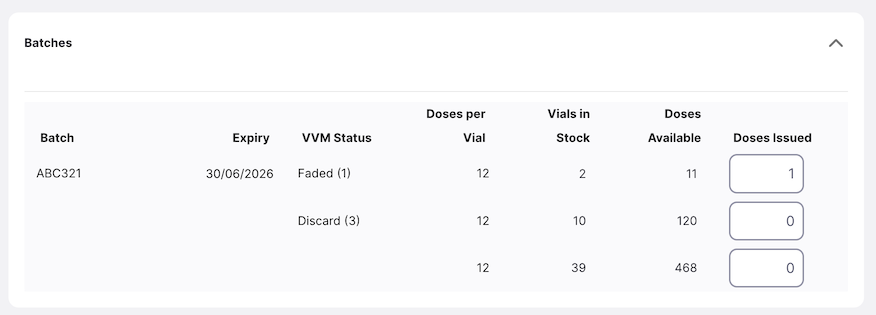 Batches
Batch Expiry VVM Status Doses per Vial Vials in Stock Doses Available Doses Issued
ABC321 30/06/2026 Faded (1) 12 2 11 1
Discard (3) 12 10 120 0
12 39 468 0